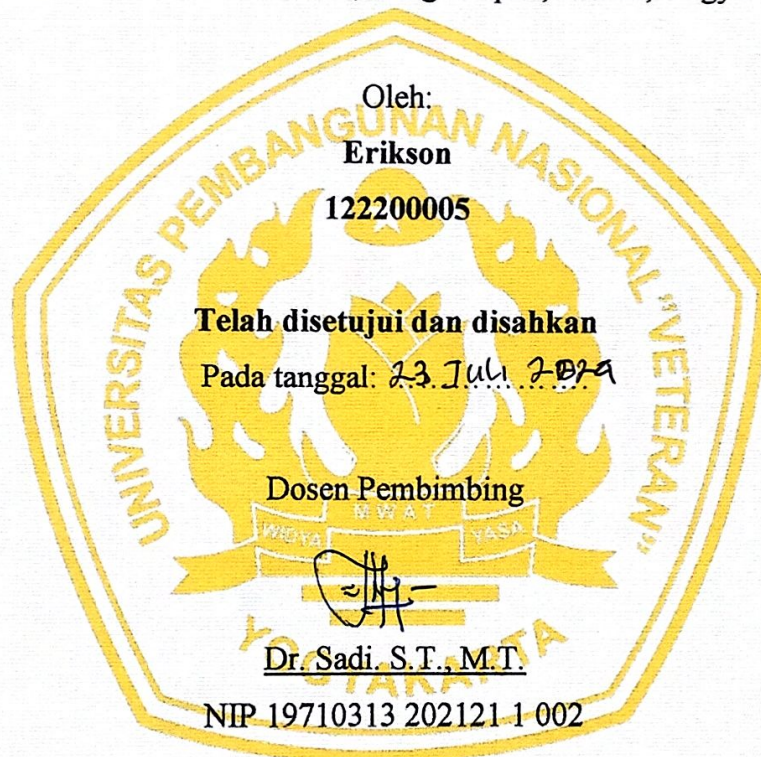 Oleh:
Erikson
122200005
UNIVERSITAS PEMBANGUNAN NASIONAL "VETERAN"
Telah disetujui dan disahkan
Pada tanggal: 23 Juli 2024
Dosen Pembimbing
WIDYA MWAT YASA
YOGYAKARTA
Dr. Sadi, S.T., M.T.
NIP 19710313 202121 1 002